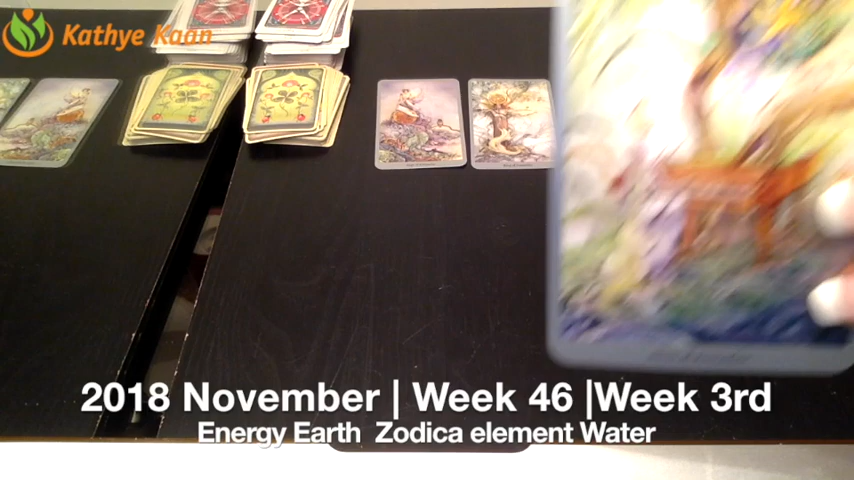 Kathye Kaan
2018 November | Week 46 |Week 3rd
Energy Earth Zodica element Water